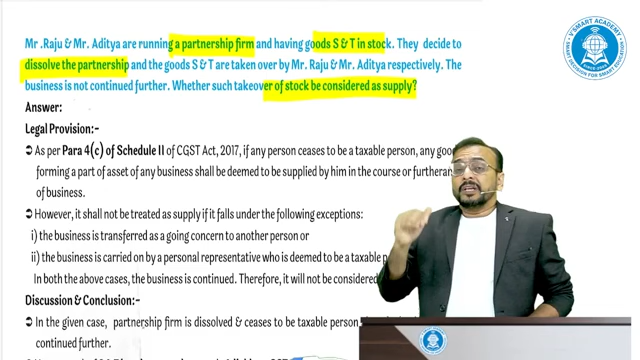 Mr .Raju & Mr. Aditya are running a partnership firm and having goods S & T in stock. They decide to
dissolve the partnership and the goods S & T are taken over by Mr. Raju & Mr. Aditya respectively. The
business is not continued further. Whether such takeover of stock be considered as supply?
Answer:
Legal Provision:-
➲ As per Para 4(c) of Schedule II of CGST Act, 2017, if any person ceases to be a taxable person, any goo
forming a part of asset of any business shall be deemed to be supplied by him in the course or furtheran
of business.
➲ However, it shall not be treated as supply if it falls under the following exceptions:
i) the business is transferred as a going concern to another person or
ii) the business is carried on by a personal representative who is deemed to be a taxable p
In both the above cases, the business is continued. Therefore, it will not be considered
Discussion & Conclusion:-
➲ In the given case, partnership firm is dissolved & ceases to be taxable person
continued further.
V SMART ACADEMY